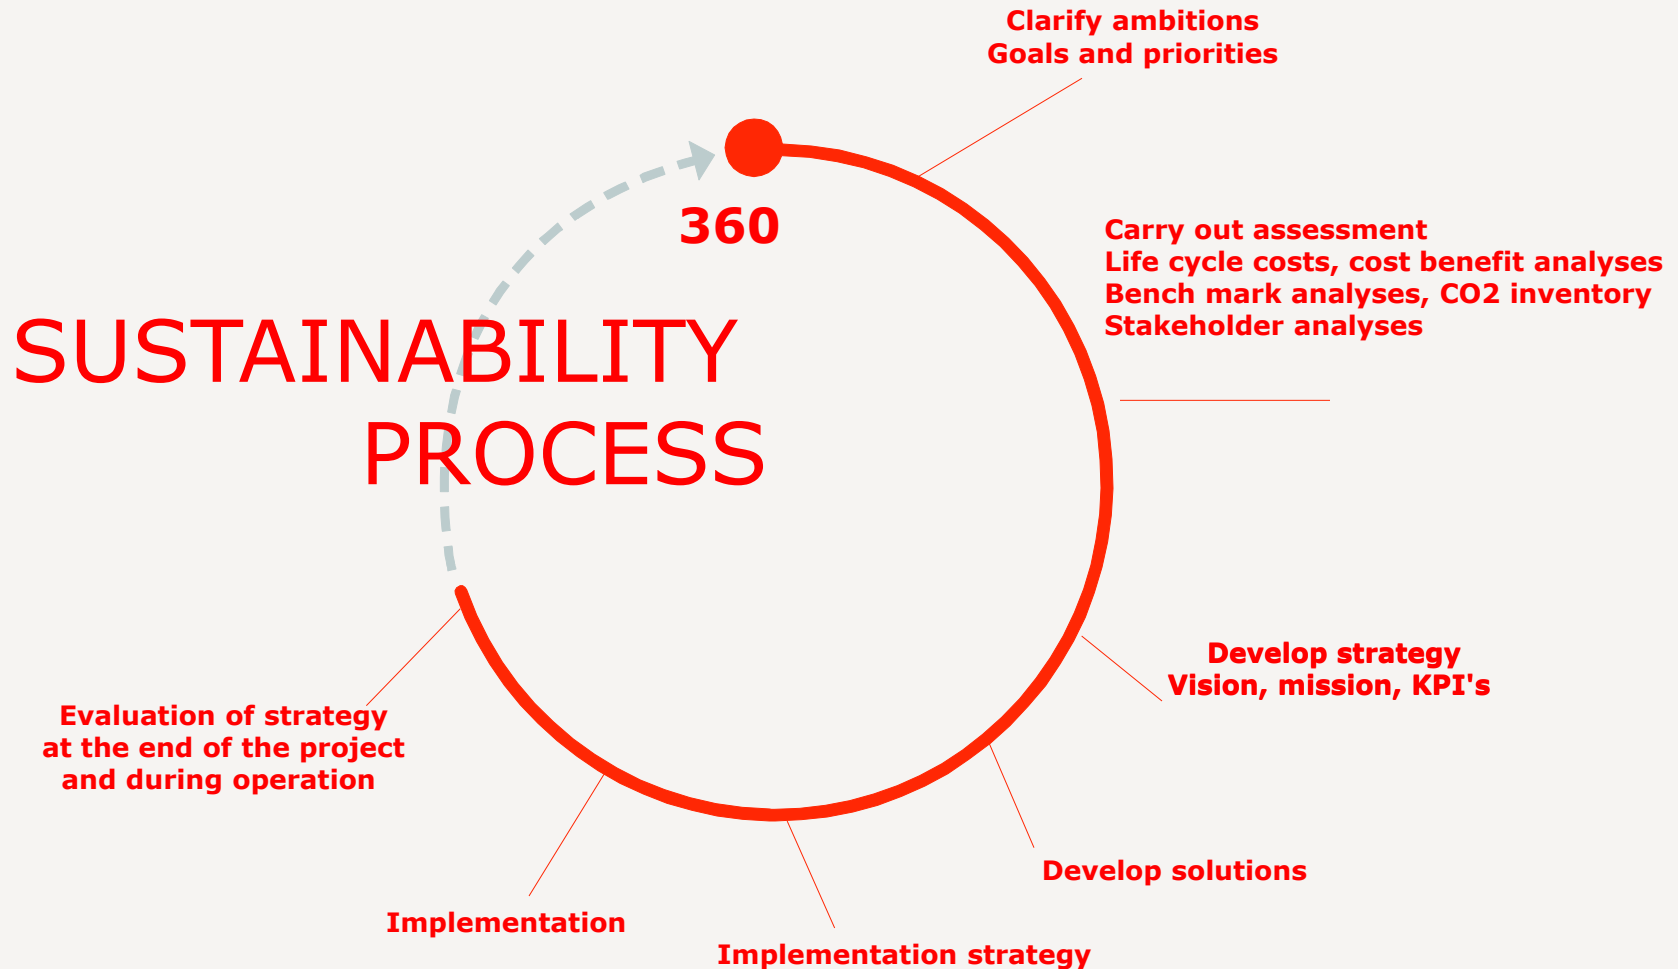 Clarify ambitions
Goals and priorities
360
Carry out assessment
Life cycle costs, cost benefit analyses
Bench mark analyses, CO2 inventory
Stakeholder analyses
SUSTAINABILITY
PROCESS
Develop strategy
Vision, mission, KPI's
Evaluation of strategy
at the end of the project
and during operation
Develop solutions
Implementation
Implementation strategy